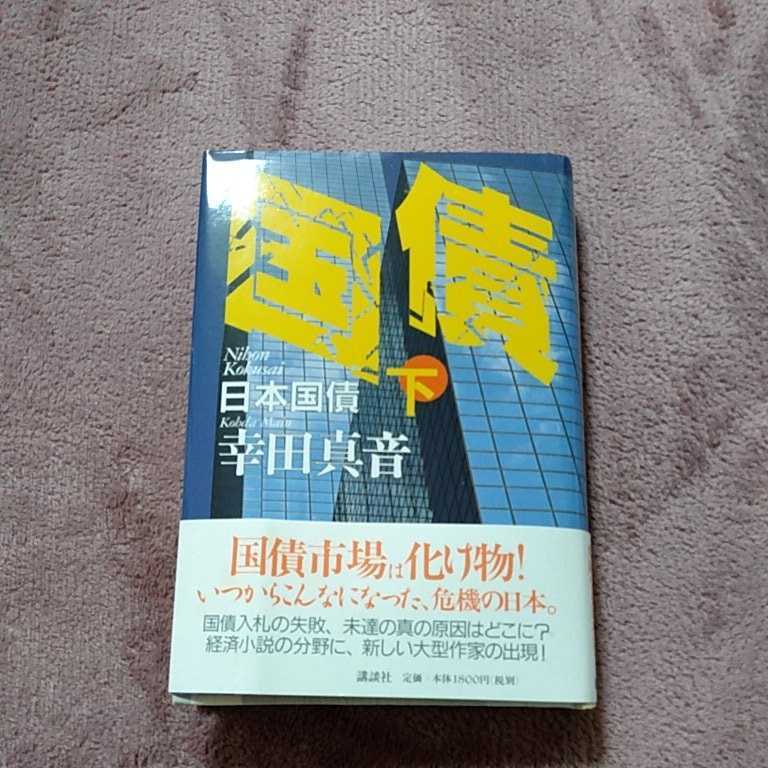 国債
Nihon
Kokusai
日本国債 下
Kohda Main
幸田真音
国債市場は化け物!
いつからこんなになった、危機の日本。
国債入札の失敗、未達の真の原因はどこに?
経済小説の分野に、新しい大型作家の出現!
講談社 定価・本体1800円(税別)